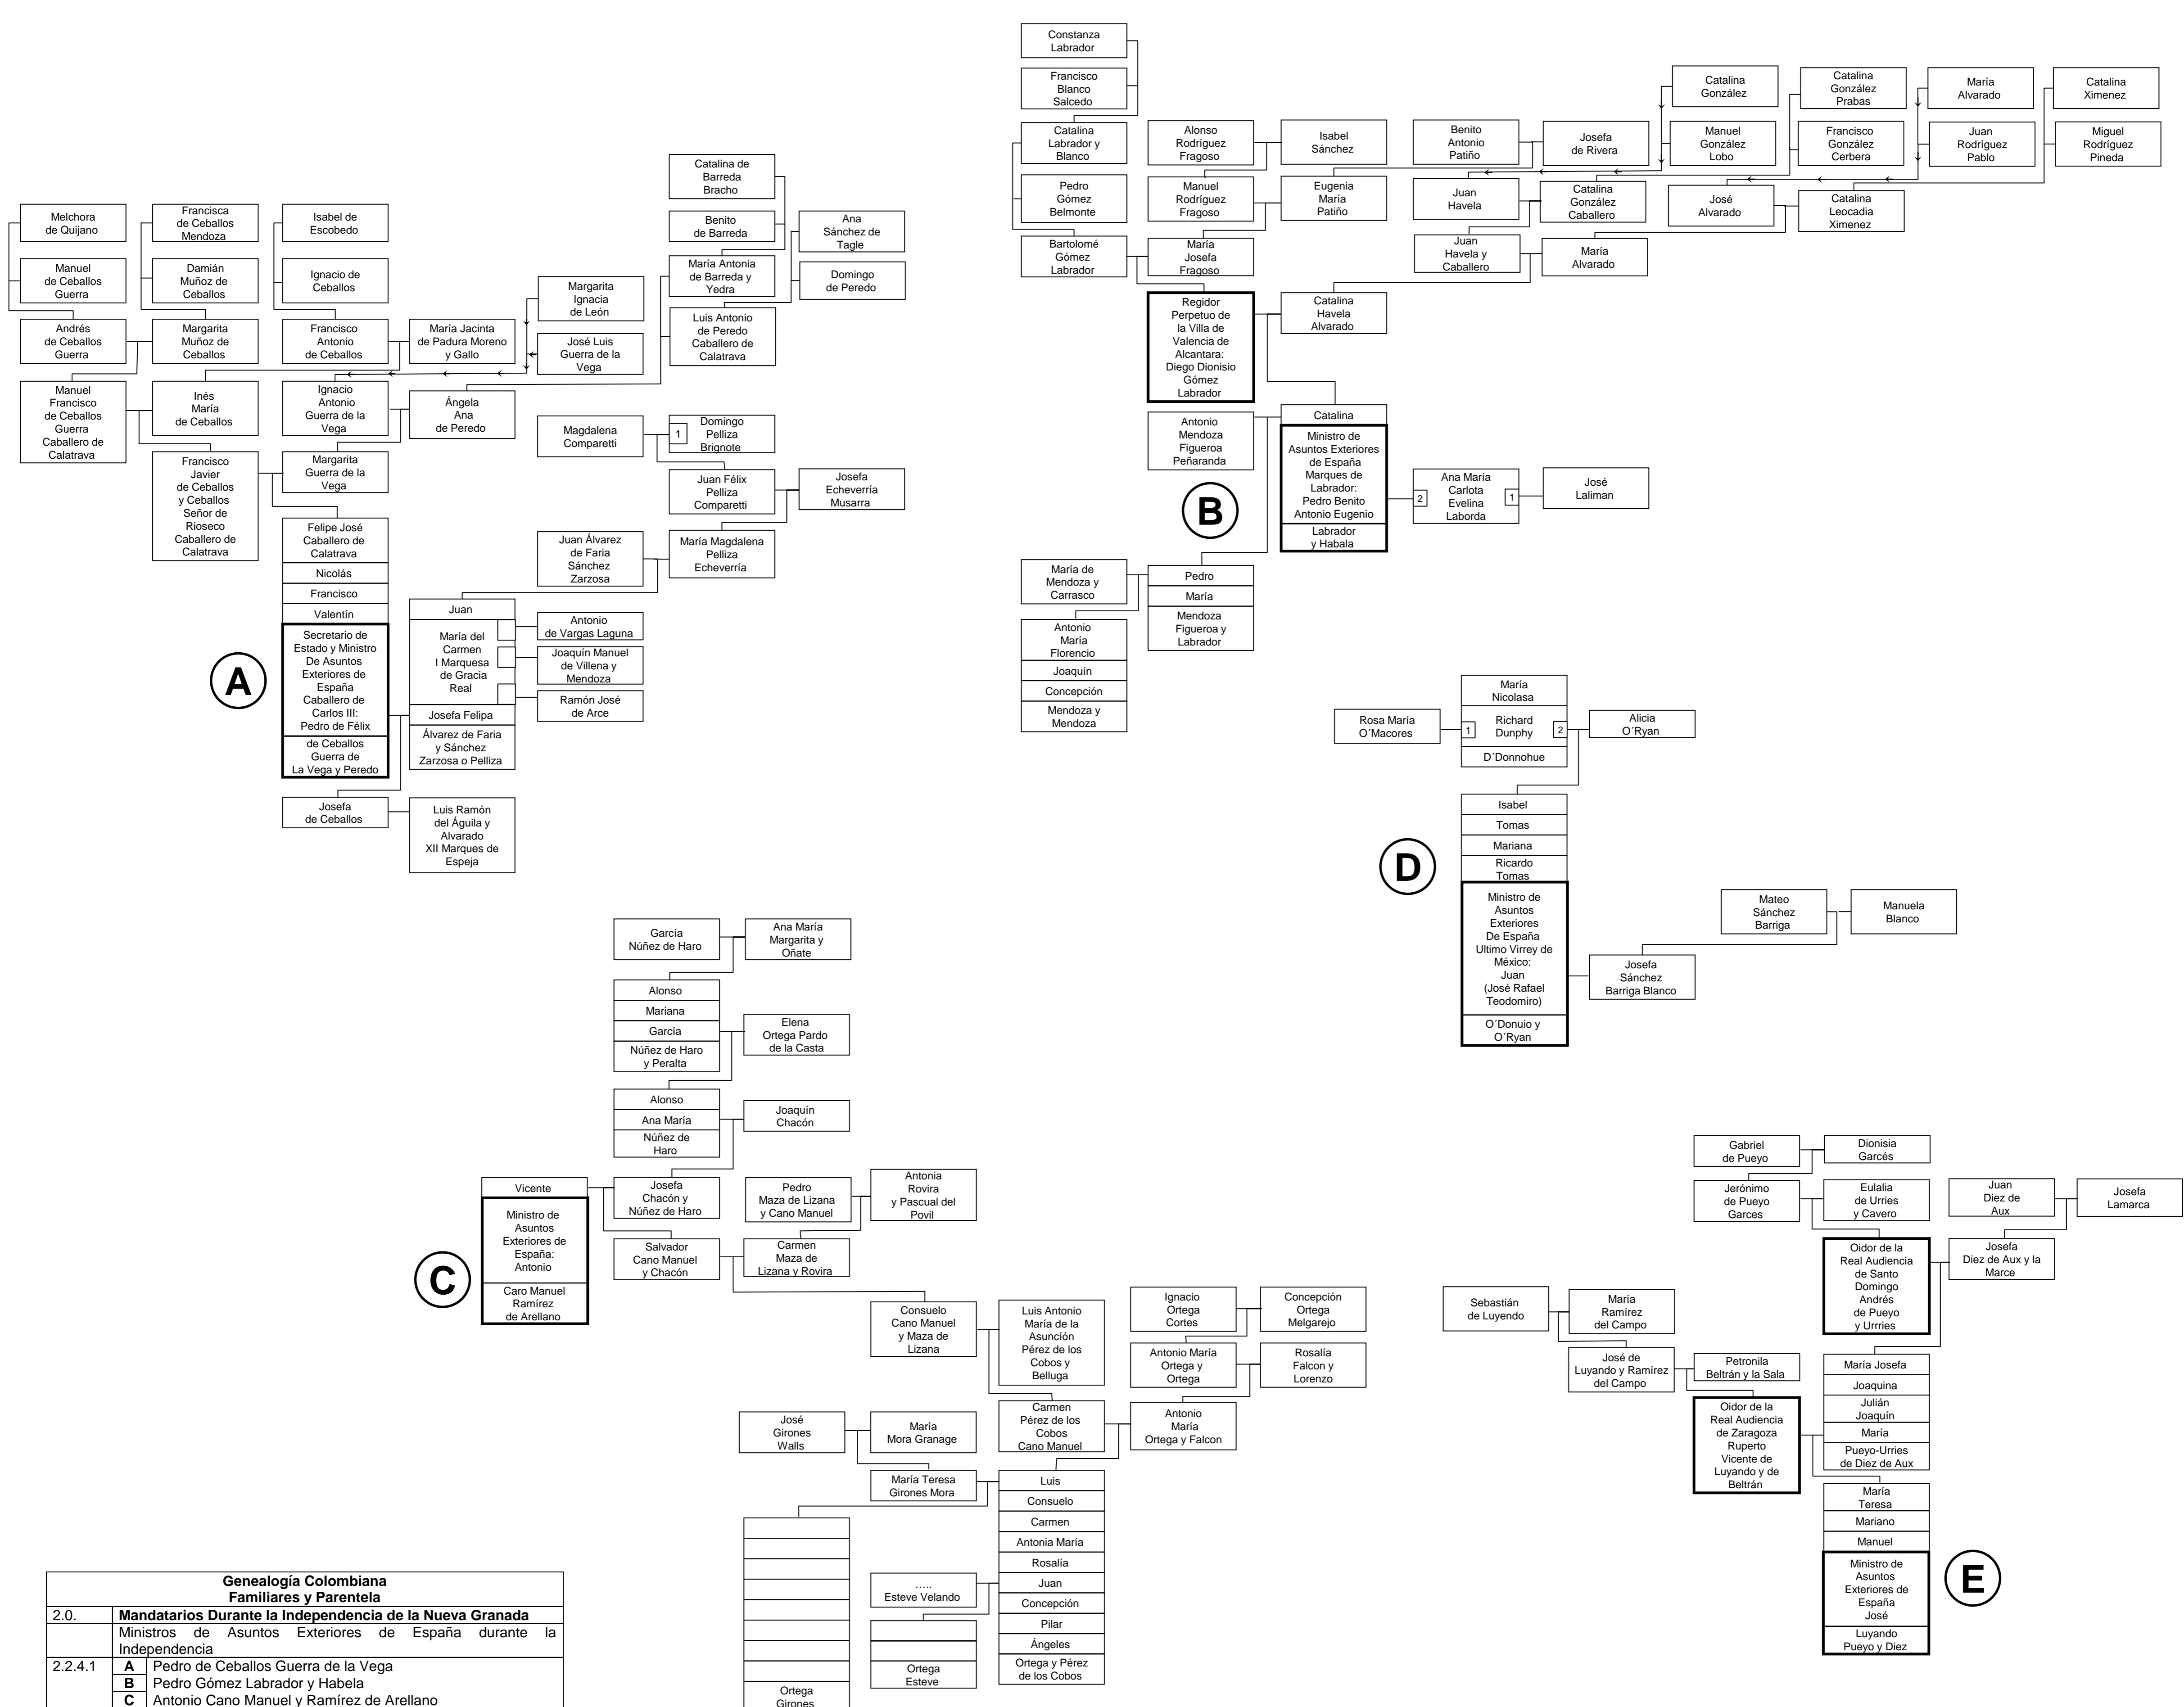 Melchora
de Quijano
Manuel
de Ceballos
Guerra
Francisca
de Ceballos
Mendoza
Damián
Muñoz de
Ceballos
Isabel de
Escobedo
Ignacio de
Ceballos
Andrés
de Ceballos
Guerra
Margarita
Muñoz de
Ceballos
Francisco
Antonio
de Ceballos
María Jacinta
de Padura Moreno
y Gallo
Margarita
Ignacia
de León
José Luis
Guerra de la
Vega
Catalina de
Barreda
Bracho
Benito
de Barreda
María Antonia
de Barreda y
Yedra
Luis Antonio
de Peredo
Caballero de
Calatrava
Ana
Sánchez de
Tagle
Domingo
de Peredo
Manuel
Francisco
de Ceballos
Guerra
Caballero de
Calatrava
Inés
María
de Ceballos
Ignacio
Antonio
Guerra de la
Vega
Ángela
Ana
de Peredo
Francisco
Javier
de Ceballos
y Ceballos
Señor de
Rioseco
Caballero de
Calatrava
Margarita
Guerra de la
Vega
Magdalena
Comparetti
1
Domingo
Pelliza
Brignote
Juan Félix
Pelliza
Comparetti
Josefa
Echeverría
Musarra
Juan Álvarez
de Faria
Sánchez
Zarzosa
María Magdalena
Pelliza
Echeverría
Felipe José
Caballero de
Calatrava
Nicolás
Francisco
Valentín
A
Secretario de
Estado y Ministro
De Asuntos
Exteriores de
España
Caballero de
Carlos III:
Pedro de Félix
de Ceballos
Guerra de
La Vega y Peredo
Juan
María del
Carmen
I Marquesa
de Gracia
Real
Josefa Felipa
Álvarez de Faria
y Sánchez
Zarzosa o Pelliza
Antonio
de Vargas Laguna
Joaquín Manuel
de Villena y
Mendoza
Ramón José
de Arce
Josefa
de Ceballos
Luis Ramón
del Águila y
Alvarado
XII Marques de
Espeja
Constanza
Labrador
Francisco
Blanco
Salcedo
Catalina
Labrador y
Blanco
Pedro
Gómez
Belmonte
Bartolomé
Gómez
Labrador
Alonso
Rodríguez
Fragoso
Isabel
Sánchez
Manuel
Rodríguez
Fragoso
Eugenia
María
Patiño
María
Josefa
Fragoso
Benito
Antonio
Patiño
Josefa
de Rivera
Catalina
González
Manuel
González
Lobo
Catalina
González
Prabas
Francisco
González
Cerbera
María
Alvarado
Juan
Rodríguez
Pablo
Catalina
Ximenez
Miguel
Rodríguez
Pineda
Juan
Havela
Catalina
González
Caballero
José
Alvarado
Catalina
Leocadia
Ximenez
Juan
Havela y
Caballero
María
Alvarado
Regidor
Perpetuo de
la Villa de
Valencia de
Alcantara:
Diego Dionisio
Gómez
Labrador
Catalina
Havela
Alvarado
Antonio
Mendoza
Figueroa
Peñaranda
B
Catalina
Ministro de
Asuntos Exteriores
de España
Marques de
Labrador:
Pedro Benito
Antonio Eugenio
Labrador
y Habala
2
Ana María
Carlota
Evelina
Laborda
1
José
Laliman
María de
Mendoza y
Carrasco
Pedro
María
Mendoza
Figueroa y
Labrador
Antonio
María
Florencio
Joaquín
Concepción
Mendoza y
Mendoza
Rosa María
O´Macores
María
Nicolasa
1
Richard
Dunphy
2
D´Donnohue
Alicia
O´Ryan
D
Isabel
Tomas
Mariana
Ricardo
Tomas
Ministro de
Asuntos
Exteriores
De España
Ultimo Virrey de
México:
Juan
(José Rafael
Teodomiro)
O´Donuio y
O´Ryan
Mateo
Sánchez
Barriga
Manuela
Blanco
Josefa
Sánchez
Barriga Blanco
García
Núñez de Haro
Ana María
Margarita y
Oñate
Alonso
Mariana
García
Núñez de Haro
y Peralta
Elena
Ortega Pardo
de la Casta
Alonso
Ana María
Núñez de
Haro
Joaquín
Chacón
C
Vicente
Ministro de
Asuntos
Exteriores de
España:
Antonio
Caro Manuel
Ramírez
de Arellano
Josefa
Chacón y
Núñez de Haro
Pedro
Maza de Lizana
y Cano Manuel
Antonia
Rovira
y Pascual del
Povil
Salvador
Cano Manuel
y Chacón
Carmen
Maza de
Lizana y Rovira
Consuelo
Cano Manuel
y Maza de
Lizana
Luis Antonio
María de la
Asunción
Pérez de los
Cobos y
Belluga
Ignacio
Ortega
Cortes
Concepción
Ortega
Melgarejo
Antonio María
Ortega y
Ortega
Rosalía
Falcon y
Lorenzo
José
Girones
Walls
María
Mora Granage
Carmen
Pérez de los
Cobos
Cano Manuel
Antonio
María
Ortega y Falcon
María Teresa
Girones Mora
Luis
Consuelo
Carmen
Antonia María
Rosalía
Juan
Concepción
Pilar
Ángeles
Ortega y Pérez
de los Cobos
…..
Esteve Velando
Ortega
Esteve
Ortega
Girones
Gabriel
de Pueyo
Dionisia
Garcés
Jerónimo
de Pueyo
Garces
Eulalia
de Urries
y Cavero
Juan
Diez de
Aux
Josefa
Lamarca
Oidor de la
Real Audiencia
de Santo
Domingo
Andrés
de Pueyo
y Urrries
Josefa
Diez de Aux y la
Marce
Sebastián
de Luyendo
María
Ramírez
del Campo
José de
Luyando y Ramírez
del Campo
Petronila
Beltrán y la Sala
Oidor de la
Real Audiencia
de Zaragoza
Ruperto
Vicente de
Luyando y de
Beltrán
María Josefa
Joaquina
Julián
Joaquín
María
Pueyo-Urries
de Diez de Aux
María
Teresa
Mariano
Manuel
Ministro de
Asuntos
Exteriores de
España
José
Luyando
Pueyo y Diez
E
Genealogía Colombiana
Familiares y Parentela
2.0. Mandatarios Durante la Independencia de la Nueva Granada
Ministros de Asuntos Exteriores de España durante la
Independencia
2.2.4.1 A Pedro de Ceballos Guerra de la Vega
B Pedro Gómez Labrador y Habela
C Antonio Cano Manuel y Ramírez de Arellano